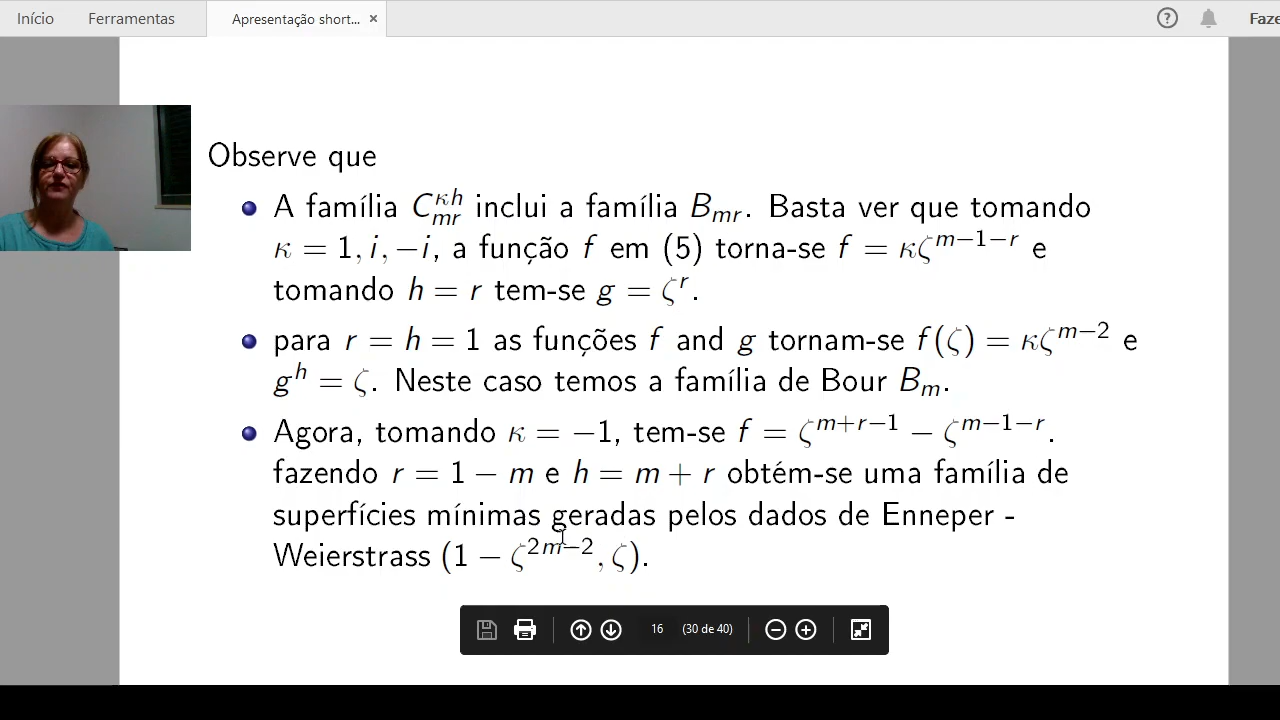 Início Ferramentas Apresentação short... × ? Faze
Observe que
A família $C_{mr}^{\kappa h}$ inclui a família $B_{mr}$. Basta ver que tomando
$\kappa = 1, i, -i$, a função $f$ em (5) torna-se $f = \kappa\zeta^{m-1-r}$ e
tomando $h = r$ tem-se $g = \zeta^r$.
para $r = h = 1$ as funções $f$ and $g$ tornam-se $f(\zeta) = \kappa\zeta^{m-2}$ e
$g^h = \zeta$. Neste caso temos a família de Bour $B_m$.
Agora, tomando $\kappa = -1$, tem-se $f = \zeta^{m+r-1} - \zeta^{m-1-r}$.
fazendo $r = 1 - m$ e $h = m + r$ obtém-se uma família de
superfícies mínimas geradas pelos dados de Enneper -
Weierstrass $(1 - \zeta^{2m-2}, \zeta)$.
16 (30 de 40)